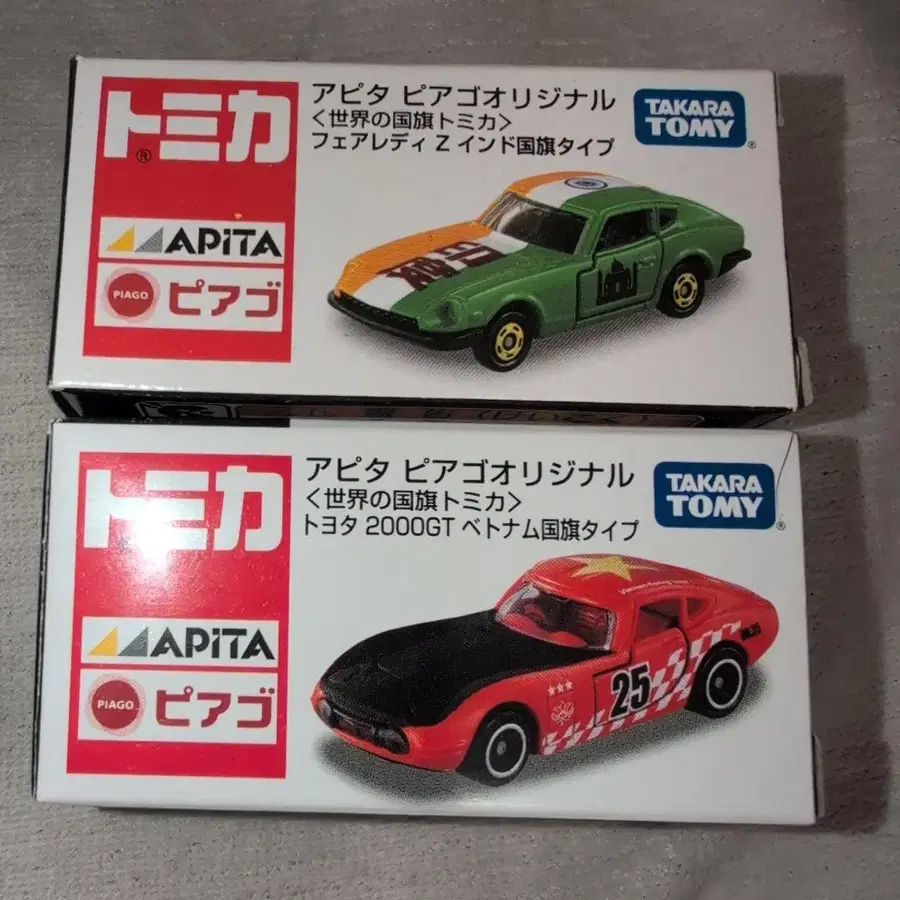 トミカ
®
アピタ ピアゴオリジナル
<世界の国旗トミカ>
フェアレディ Z インド国旗タイプ
TAKARA
TOMY
®
APiTA
PIAGO ピアゴ
印度
トミカ
アピタ ピアゴオリジナル
<世界の国旗トミカ>
トヨタ 2000GT ベトナム国旗タイプ
TAKARA
TOMY
®
APiTA
PIAGO ピアゴ
25